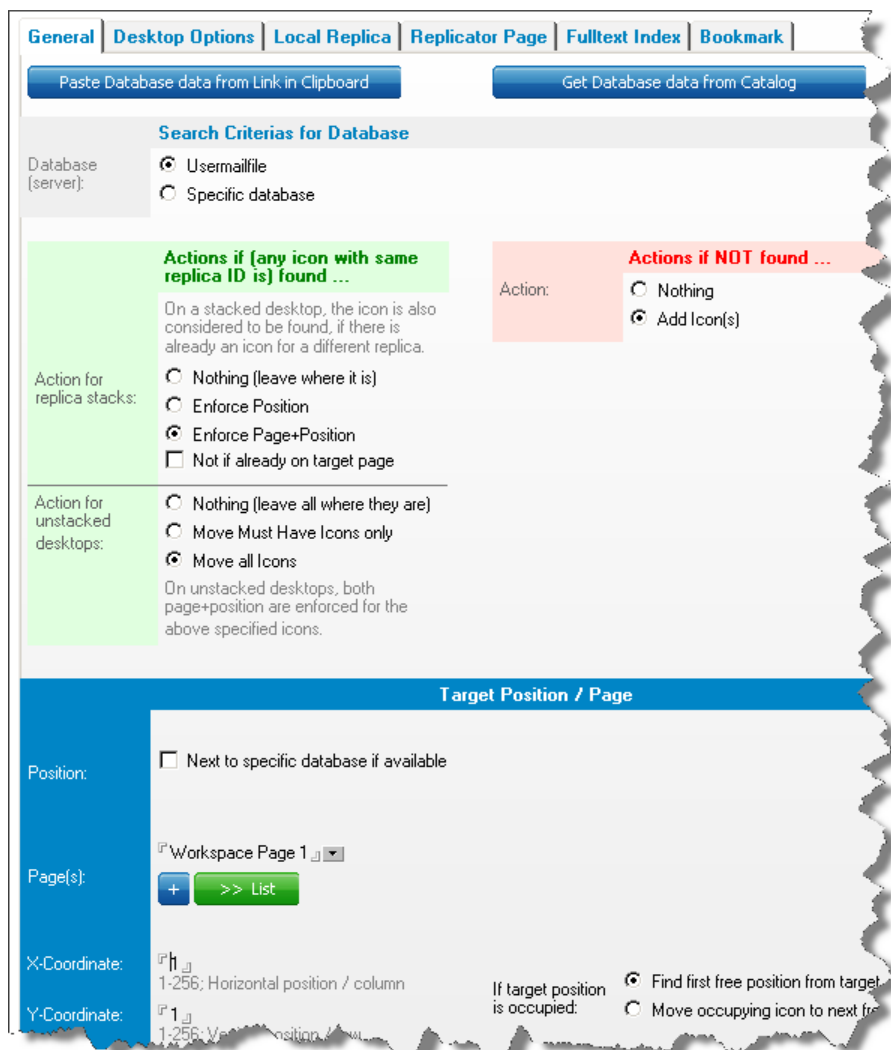 General | Desktop Options | Local Replica | Replicator Page | Fulltext Index | Bookmark |
Paste Database data from Link in Clipboard
Get Database data from Catalog
Search Criterias for Database
Database (server):
Usermailfile
Specific database
Actions if (any icon with same
replica ID is) found ...
On a stacked desktop, the icon is also
considered to be found, if there is
already an icon for a different replica.
Action for
replica stacks:
Nothing (leave where it is)
Enforce Position
Enforce Page+Position
Not if already on target page
Actions if NOT found ...
Action:
Nothing
Add Icon(s)
Action for
unstacked
desktops:
Nothing (leave all where they are)
Move Must Have Icons only
Move all Icons
On unstacked desktops, both
page+position are enforced for the
above specified icons.
Target Position / Page
Position:
Next to specific database if available
Page(s):
Workspace Page 1
+
>> List
X-Coordinate:
1-256; Horizontal position / column
Y-Coordinate:
1
1-256;
If target position
is occupied:
Find first free position from target
Move occupying icon to next